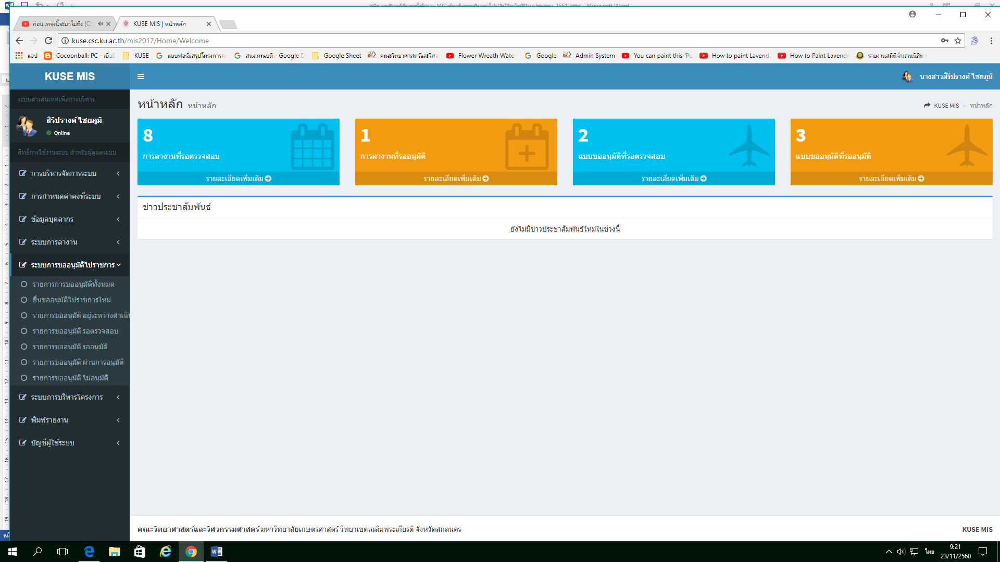 ก่อน..พรุ่งนี้จะมาไม่ถึง (OS
KUSE MIS | หน้าหลัก
kuse.csc.ku.ac.th/mis2017/Home/Welcome
แอป
Cocoonball: PC - เบื่อ
KUSE
แบบฟอร์มสรุปโครงการ
สนง.คณบดี - Google D
Google Sheet
คณะวิทยาศาสตร์และวิศว
Flower Wreath Water
Google
Admin System
You can paint this 'Po
How to paint Lavende
How to Paint Lavende
รายงานสถิติจำนวนนิสิต
KUSE MIS
นางสาวสิริปรางค์ ไชยภูมิ
ระบบสารสนเทศเพื่อการบริหาร
สิริปรางค์ ไชยภูมิ
Online
สิทธิ์การใช้งานระบบ สำหรับผู้ดูแลระบบ
การบริหารจัดการระบบ
การกำหนดค่าคงที่ระบบ
ข้อมูลบุคลากร
ระบบการลางาน
ระบบการขออนุมัติไปราชการ
รายการการขออนุมัติทั้งหมด
ยื่นขออนุมัติไปราชการใหม่
รายการขออนุมัติ อยู่ระหว่างดำเนิน
รายการขออนุมัติ รอตรวจสอบ
รายการขออนุมัติ รออนุมัติ
รายการขออนุมัติ ผ่านการอนุมัติ
รายการขออนุมัติ ไม่อนุมัติ
ระบบการบริหารโครงการ
พิมพ์รายงาน
บัญชีผู้ใช้ระบบ
หน้าหลัก หน้าหลัก
KUSE MIS > หน้าหลัก
8
การลางานที่รอตรวจสอบ
รายละเอียดเพิ่มเติม
1
การลางานที่รออนุมัติ
รายละเอียดเพิ่มเติม
2
แบบขออนุมัติที่รอตรวจสอบ
รายละเอียดเพิ่มเติม
3
แบบขออนุมัติที่รออนุมัติ
รายละเอียดเพิ่มเติม
ข่าวประชาสัมพันธ์
ยังไม่มีข่าวประชาสัมพันธ์ใหม่ในช่วงนี้
คณะวิทยาศาสตร์และวิศวกรรมศาสตร์ มหาวิทยาลัยเกษตรศาสตร์ วิทยาเขตเฉลิมพระเกียรติ จังหวัดสกลนคร
KUSE MIS
ไทย
9:21
23/11/2560